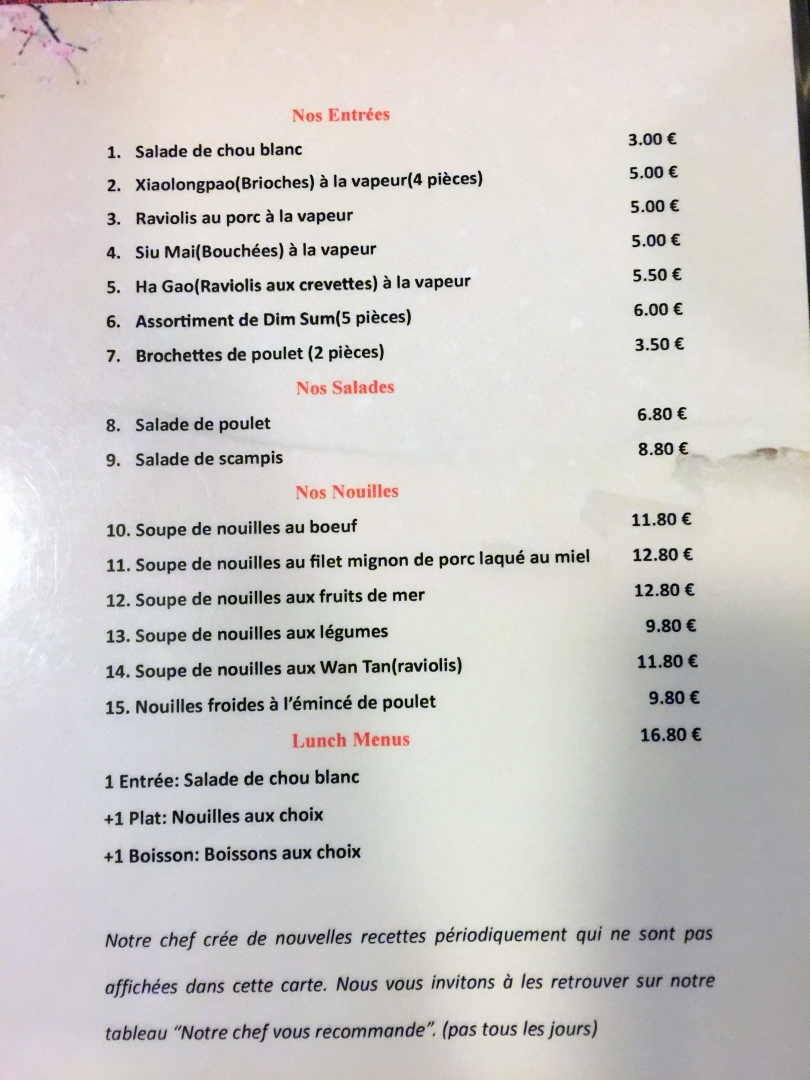 Nos Entrées
1. Salade de chou blanc 3.00 €
2. Xiaolongpao(Brioches) à la vapeur(4 pièces) 5.00 €
3. Raviolis au porc à la vapeur 5.00 €
4. Siu Mai(Bouchées) à la vapeur 5.00 €
5. Ha Gao(Raviolis aux crevettes) à la vapeur 5.50 €
6. Assortiment de Dim Sum(5 pièces) 6.00 €
7. Brochettes de poulet (2 pièces) 3.50 €
Nos Salades
8. Salade de poulet 6.80 €
9. Salade de scampis 8.80 €
Nos Nouilles
10. Soupe de nouilles au boeuf 11.80 €
11. Soupe de nouilles au filet mignon de porc laqué au miel 12.80 €
12. Soupe de nouilles aux fruits de mer 12.80 €
13. Soupe de nouilles aux légumes 9.80 €
14. Soupe de nouilles aux Wan Tan(raviolis) 11.80 €
15. Nouilles froides à l’émincé de poulet 9.80 €
Lunch Menus 16.80 €
1 Entrée: Salade de chou blanc
+1 Plat: Nouilles aux choix
+1 Boisson: Boissons aux choix
Notre chef crée de nouvelles recettes périodiquement qui ne sont pas
affichées dans cette carte. Nous vous invitons à les retrouver sur notre
tableau “Notre chef vous recommande”. (pas tous les jours)